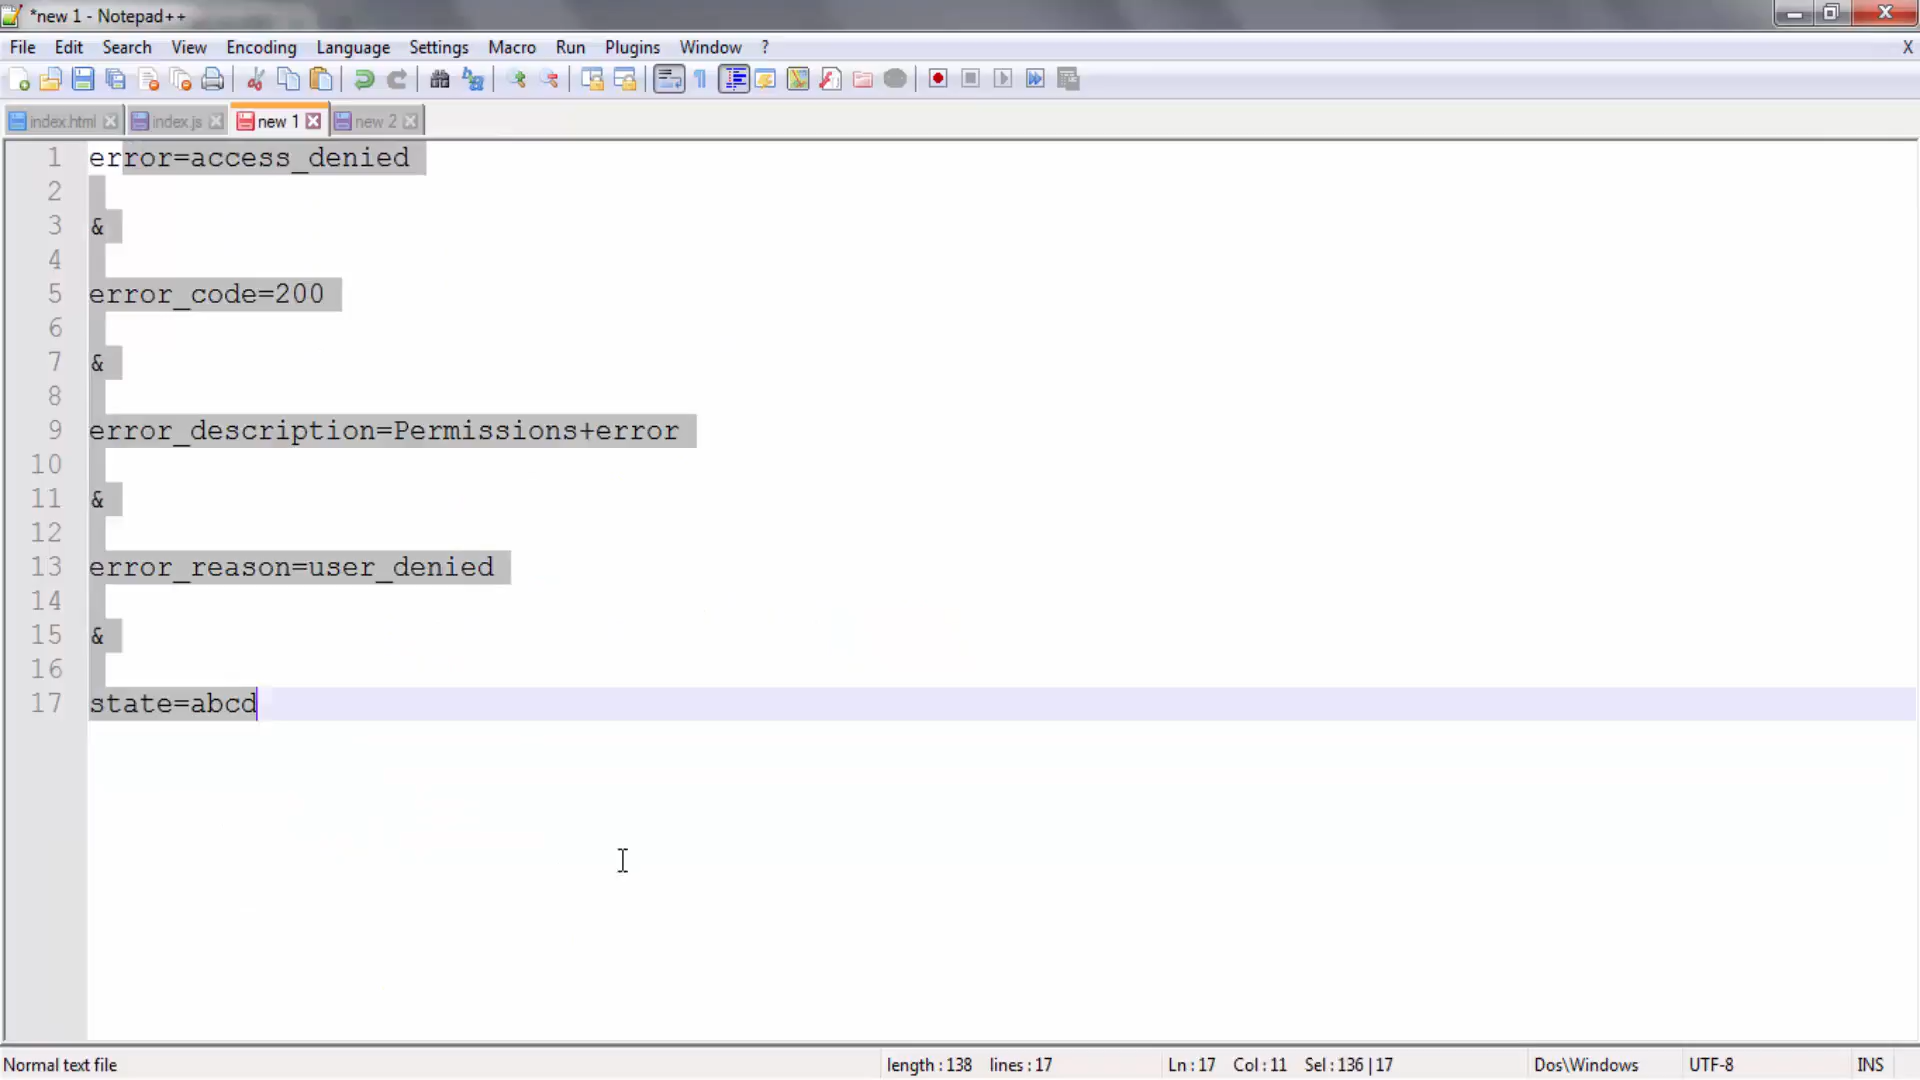 *new 1 - Notepad++
File Edit Search View Encoding Language Settings Macro Run Plugins Window ? X
index.html index.js new 1 new 2
1 error=access_denied
2
3 &
4
5 error_code=200
6
7 &
8
9 error_description=Permissions+error
10
11 &
12
13 error_reason=user_denied
14
15 &
16
17 state=abcd
Normal text file length : 138 lines : 17 Ln : 17 Col : 11 Sel : 136 | 17 Dos\Windows UTF-8 INS